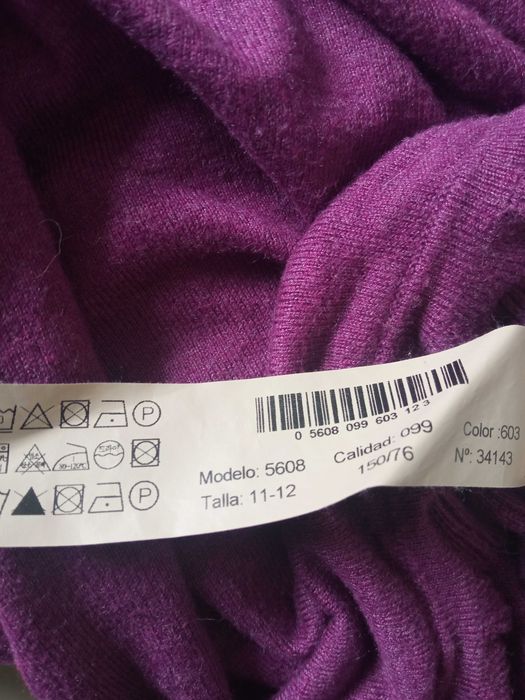 0 5608 099 603 12 3
Modelo: 5608 Calidad: 099 Color :603
Talla: 11-12 150/76 Nº: 34143
P
P